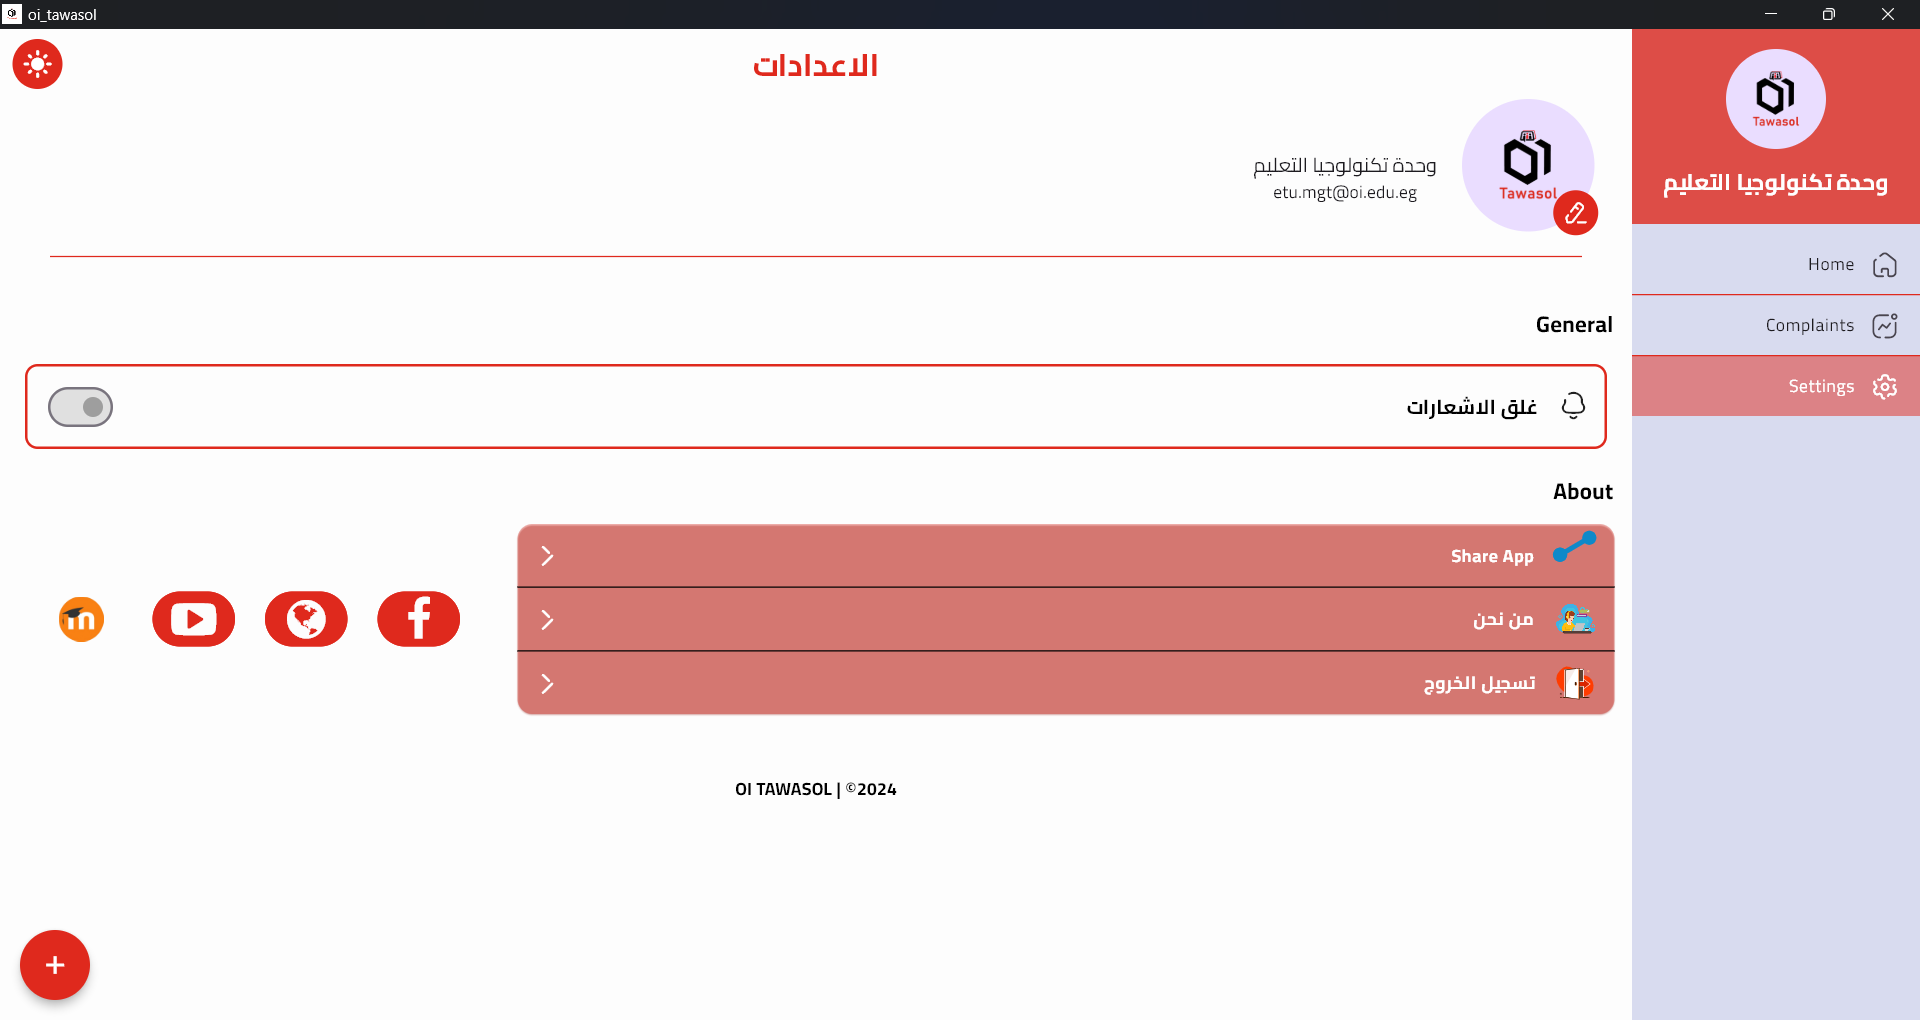 oi_tawasol
الاعدادات
Tawasol
وحدة تكنولوجيا التعليم
etu.mgt@oi.edu.eg
Tawasol
وحدة تكنولوجيا التعليم
Home
Complaints
Settings
General
غلق الاشعارات
About
Share App
من نحن
تسجيل الخروج
OI TAWASOL | ©2024